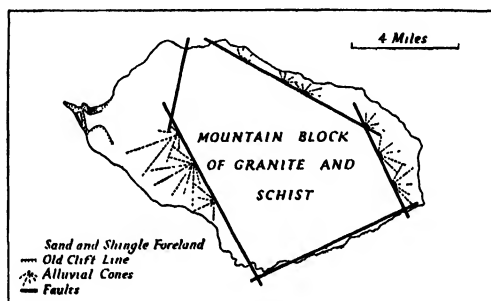 4 Miles
MOUNTAIN BLOCK
OF GRANITE AND
SCHIST
Sand and Shingle Foreland
Old Cliff Line
Alluvial Cones
Faults